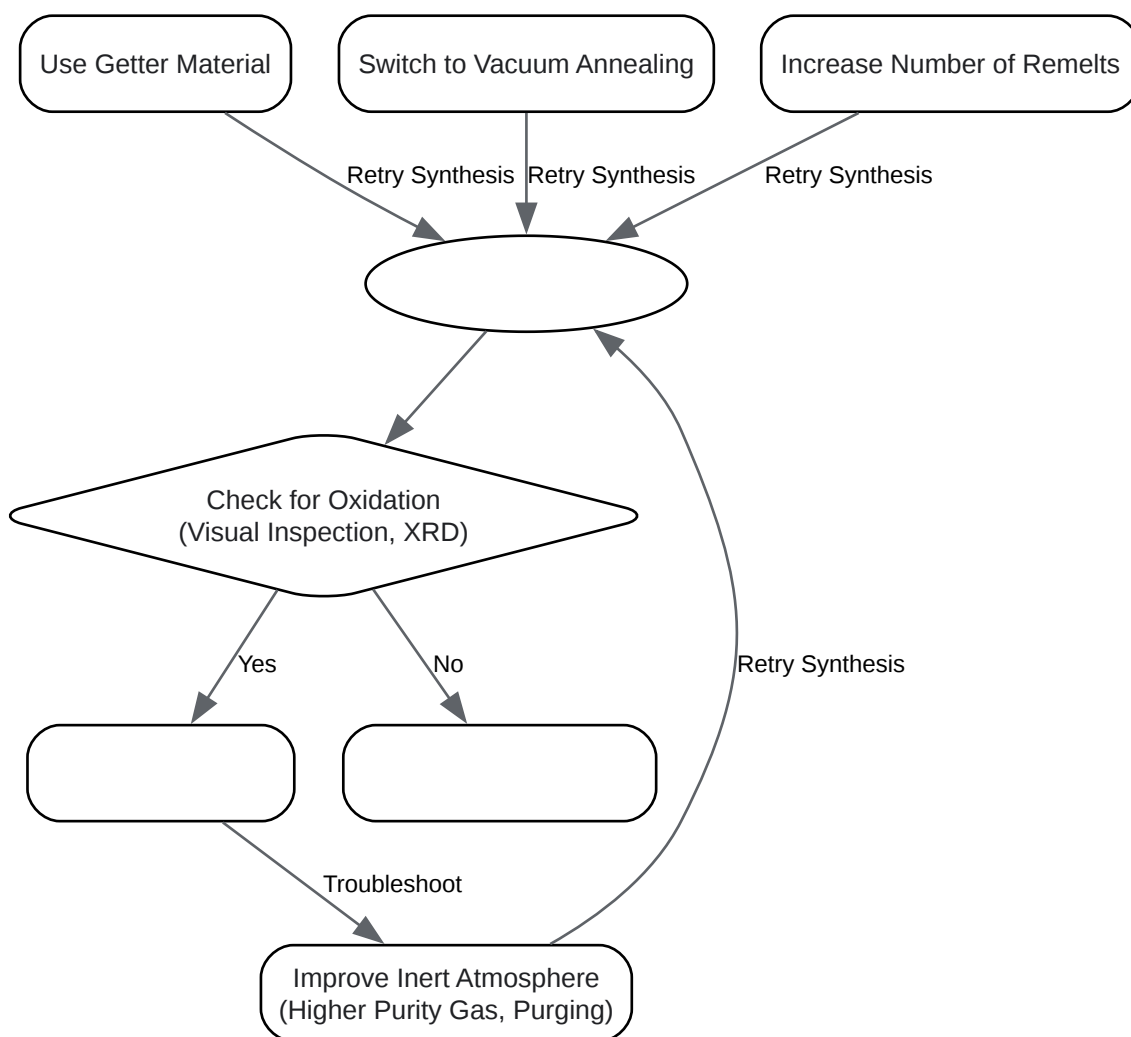 Use Getter Material
Switch to Vacuum Annealing
Increase Number of Remelts
Retry Synthesis
Retry Synthesis
Retry Synthesis
Check for Oxidation
(Visual Inspection, XRD)
Yes
No
Retry Synthesis
Troubleshoot
Improve Inert Atmosphere
(Higher Purity Gas, Purging)